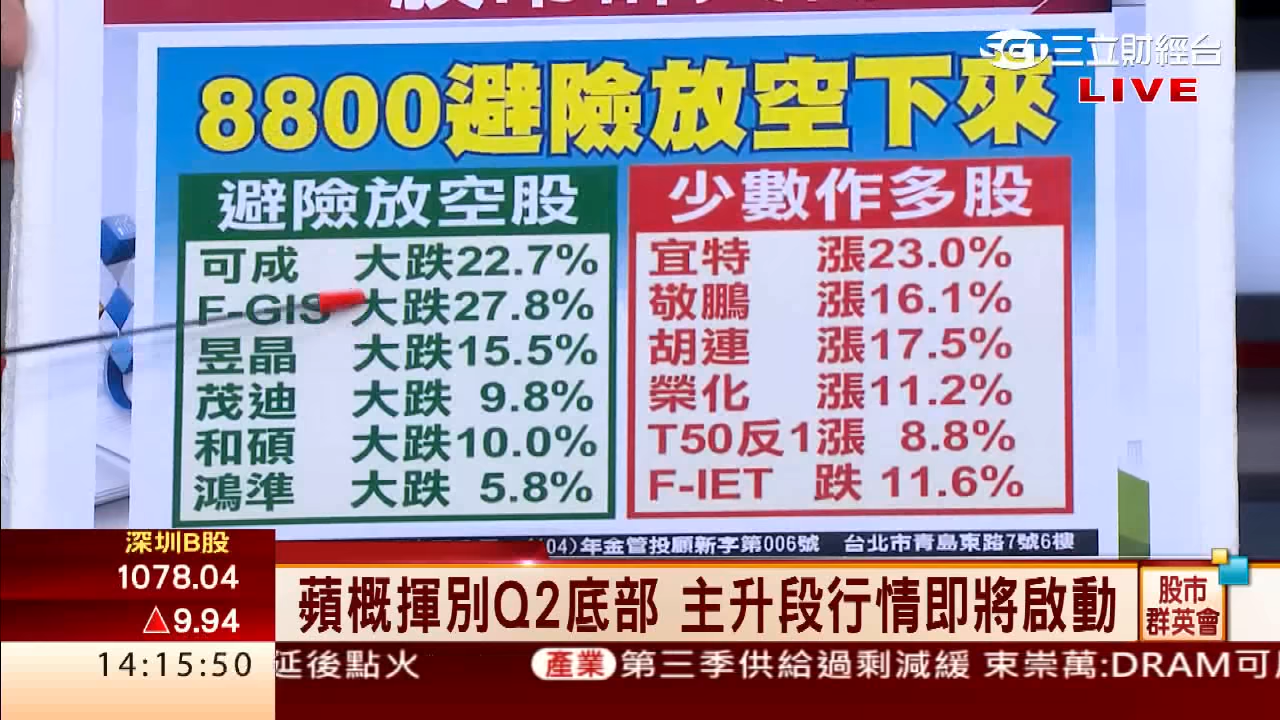 SET三立財經台
LIVE
8800避險放空下來
避險放空股
可成 大跌22.7%
F-GIS 大跌27.8%
昱晶 大跌15.5%
茂迪 大跌 9.8%
和碩 大跌10.0%
鴻準 大跌 5.8%
少數作多股
宜特 漲23.0%
敬鵬 漲16.1%
胡連 漲17.5%
榮化 漲11.2%
T50反1漲 8.8%
F-IET 跌 11.6%
(04)年金管投顧新字第006號 台北市青島東路7號6樓
深圳B股
1078.04
△9.94
蘋概揮別Q2底部 主升段行情即將啟動
股市
群英會
14:15:50
延後點火 產業 第三季供給過剩減緩 束崇萬:DRAM可